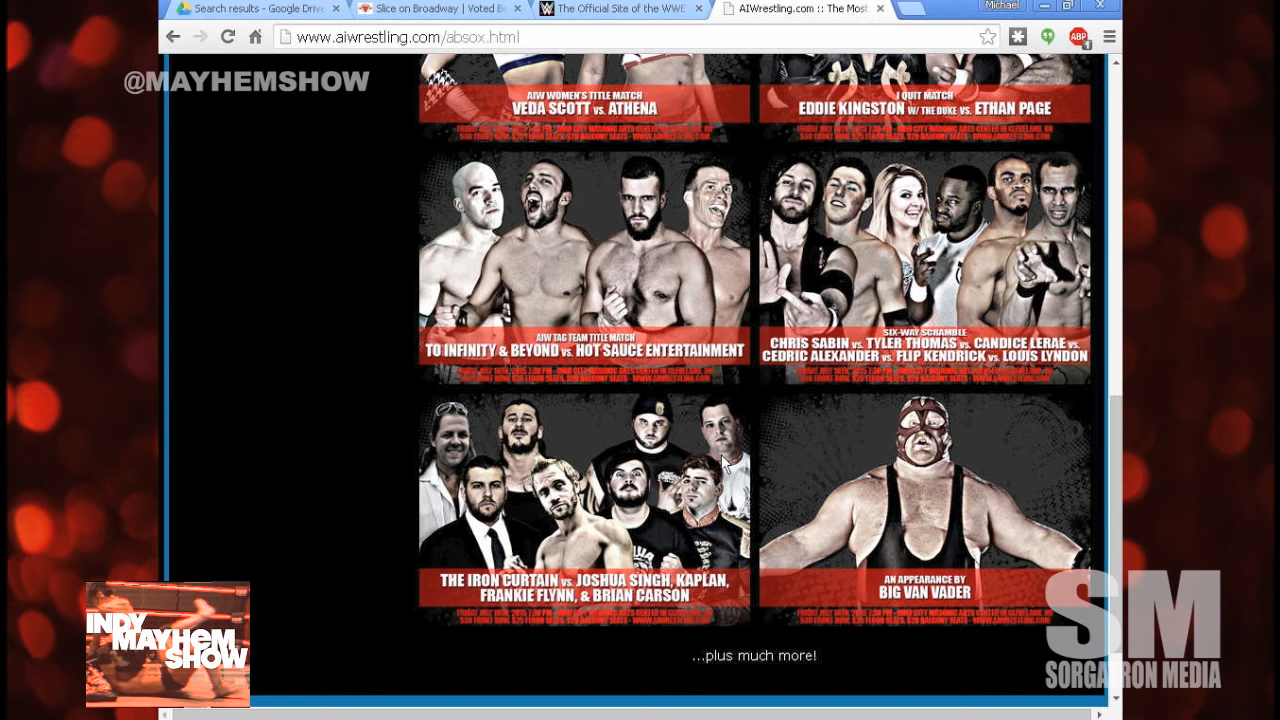 Search results - Google Drive
Slice on Broadway | Voted Be
The Official Site of the WWE
AIWrestling.com :: The Most
Michael
www.aiwrestling.com/absox.html
ABP
1
@MAYHEMSHOW
AIW WOMEN'S TITLE MATCH
VEDA SCOTT vs. ATHENA
I QUIT MATCH
EDDIE KINGSTON W/ THE DUKE vs. ETHAN PAGE
AIW TAG TEAM TITLE MATCH
TO INFINITY & BEYOND vs. HOT SAUCE ENTERTAINMENT
SIX-WAY SCRAMBLE
CHRIS SABIN vs. TYLER THOMAS vs. CANDICE LERAE vs.
CEDRIC ALEXANDER vs. FLIP KENDRICK vs. LOUIS LYNDON
THE IRON CURTAIN vs. JOSHUA SINGH, KAPLAN,
FRANKIE FLYNN, & BRIAN CARSON
AN APPEARANCE BY
BIG VAN VADER
...plus much more!
INDY
MAYHEM
SHOW
SM
SORGATRON MEDIA